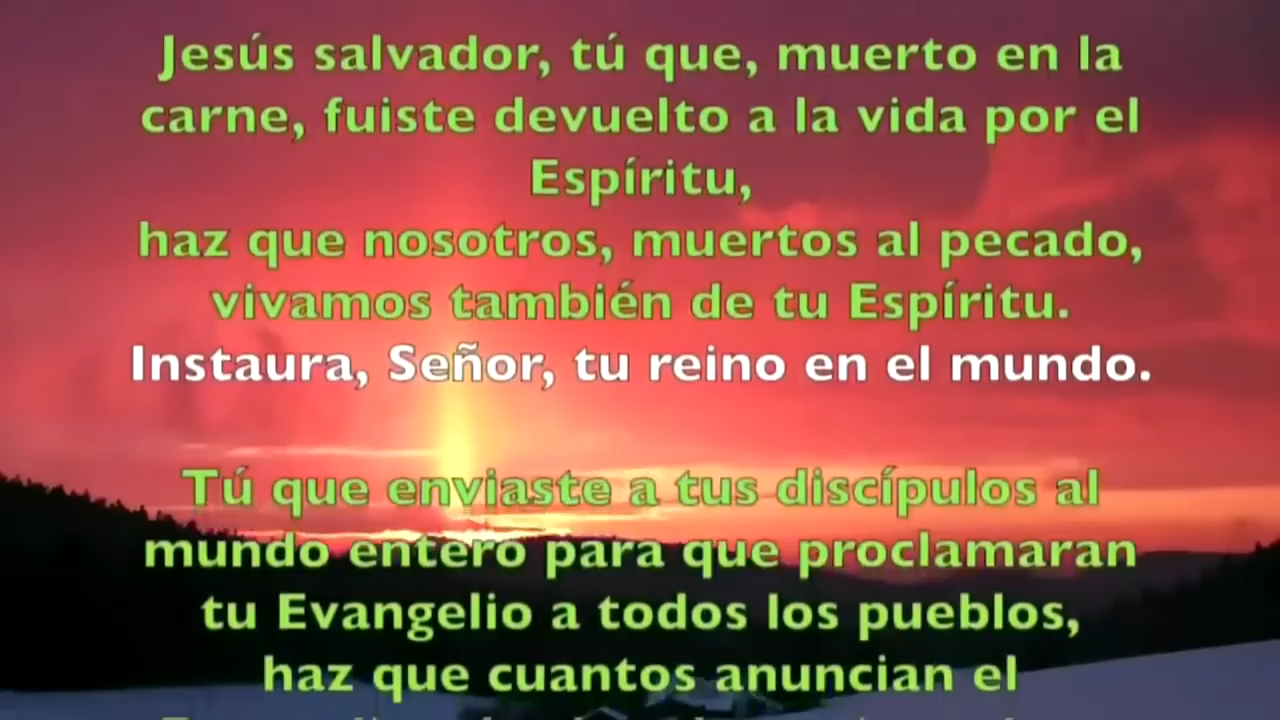 Jesús salvador, tú que, muerto en la
carne, fuiste devuelto a la vida por el
Espíritu,
haz que nosotros, muertos al pecado,
vivamos también de tu Espíritu.
Instaura, Señor, tu reino en el mundo.
Tú que enviaste a tus discípulos al
mundo entero para que proclamaran
tu Evangelio a todos los pueblos,
haz que cuantos anuncian el